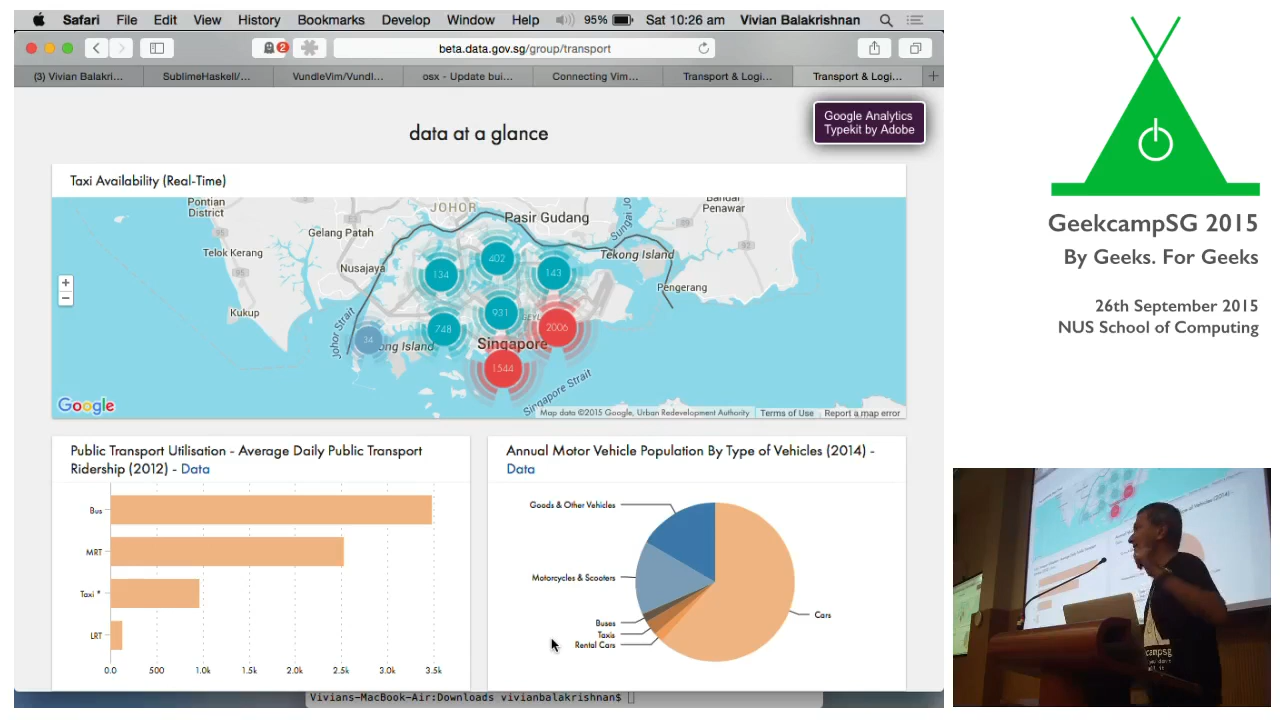 Safari File Edit View History Bookmarks Develop Window Help 95% Sat 10:26 am Vivian Balakrishnan
2 beta.data.gov.sg/group/transport
(3) Vivian Balakri... SublimeHaskell/... VundleVim/Vundl... osx - Update bui... Connecting Vim... Transport & Logi... Transport & Logi... +
data at a glance
Google Analytics
Typekit by Adobe
Taxi Availability (Real-Time)
Pontian
District
JOHOR
Pasir Gudang
Sungai Jo
Bandar
Penawar
Gelang Patah
Telok Kerang
Nusajaya
Tekong Island
Pengerang
Kukup
Johor Strait
ong Island
Singapore
Singapore Strait
134
402
143
931
748
34
2006
1544
+
−
Google
Map data ©2015 Google, Urban Redevelopment Authority Terms of Use Report a map error
Public Transport Utilisation - Average Daily Public Transport
Ridership (2012) - Data
Bus
MRT
Taxi *
LRT
0.0 500 1.0k 1.5k 2.0k 2.5k 3.0k 3.5k
Annual Motor Vehicle Population By Type of Vehicles (2014) -
Data
Goods & Other Vehicles
Motorcycles & Scooters
Buses
Taxis
Rental Cars
Cars
Vivians-MacBook-Air:Downloads vivianbalakrishnan$
GeekcampSG 2015
By Geeks. For Geeks
26th September 2015
NUS School of Computing
campsg